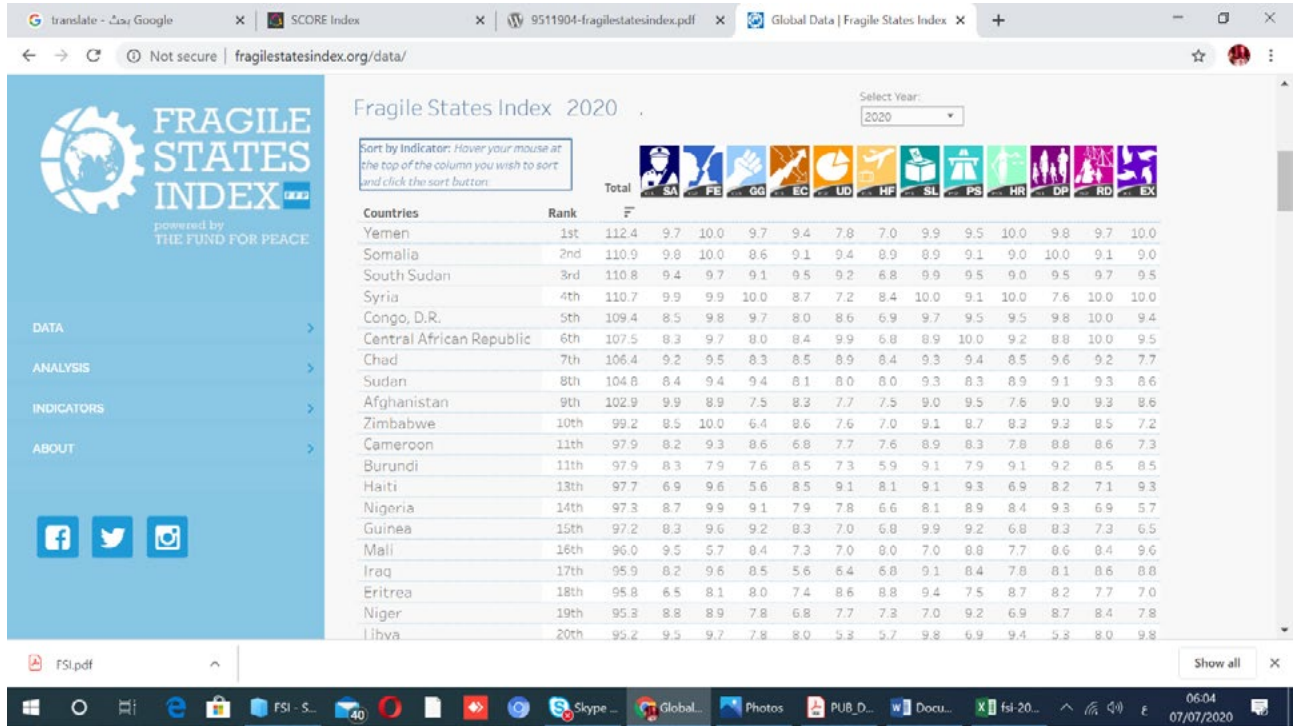 translate - بحث Google
SCORE Index
9511904-fragilestatesindex.pdf
Global Data | Fragile States Index
Not secure | fragilestatesindex.org/data/
FRAGILE
STATES
INDEX FFP
powered by
THE FUND FOR PEACE
DATA
ANALYSIS
INDICATORS
ABOUT
Fragile States Index 2020 .
Select Year:
2020
Sort by Indicator: Hover your mouse at
the top of the column you wish to sort
and click the sort button:
Total SA FE GG EC UD HF SL PS HR DP RD EX
Countries Rank
Yemen 1st 112.4 9.7 10.0 9.7 9.4 7.8 7.0 9.9 9.5 10.0 9.8 9.7 10.0
Somalia 2nd 110.9 9.8 10.0 8.6 9.1 9.4 8.9 8.9 9.1 9.0 10.0 9.1 9.0
South Sudan 3rd 110.8 9.4 9.7 9.1 9.5 9.2 6.8 9.9 9.5 9.0 9.5 9.7 9.5
Syria 4th 110.7 9.9 9.9 10.0 8.7 7.2 8.4 10.0 9.1 10.0 7.6 10.0 10.0
Congo, D.R. 5th 109.4 8.5 9.8 9.7 8.0 8.6 6.9 9.7 9.5 9.5 9.8 10.0 9.4
Central African Republic 6th 107.5 8.3 9.7 8.0 8.4 9.9 6.8 8.9 10.0 9.2 8.8 10.0 9.5
Chad 7th 106.4 9.2 9.5 8.3 8.5 8.9 8.4 9.3 9.4 8.5 9.6 9.2 7.7
Sudan 8th 104.8 8.4 9.4 9.4 8.1 8.0 8.0 9.3 8.3 8.9 9.1 9.3 8.6
Afghanistan 9th 102.9 9.9 8.9 7.5 8.3 7.7 7.5 9.0 9.5 7.6 9.0 9.3 8.6
Zimbabwe 10th 99.2 8.5 10.0 6.4 8.6 7.6 7.0 9.1 8.7 8.3 9.3 8.5 7.2
Cameroon 11th 97.9 8.2 9.3 8.6 6.8 7.7 7.6 8.9 8.3 7.8 8.8 8.6 7.3
Burundi 11th 97.9 8.3 7.9 7.6 8.5 7.3 5.9 9.1 7.9 9.1 9.2 8.5 8.5
Haiti 13th 97.7 6.9 9.6 5.6 8.5 9.1 8.1 9.1 9.3 6.9 8.2 7.1 9.3
Nigeria 14th 97.3 8.7 9.9 9.1 7.9 7.8 6.6 8.1 8.9 8.4 9.3 6.9 5.7
Guinea 15th 97.2 8.3 9.6 9.2 8.3 7.0 6.8 9.9 9.2 6.8 8.3 7.3 6.5
Mali 16th 96.0 9.5 5.7 8.4 7.3 7.0 8.0 7.0 8.8 7.7 8.6 8.4 9.6
Iraq 17th 95.9 8.2 9.6 8.5 5.6 6.4 6.8 9.1 8.4 7.8 8.1 8.6 8.8
Eritrea 18th 95.8 6.5 8.1 8.0 7.4 8.6 8.8 9.4 7.5 8.7 8.2 7.7 7.0
Niger 19th 95.3 8.8 8.9 7.8 6.8 7.7 7.3 7.0 9.2 6.9 8.7 8.4 7.8
Libya 20th 95.2 9.5 9.7 7.8 8.0 5.3 5.7 9.8 6.9 9.4 5.3 8.0 9.8
FSI.pdf
Show all
FSI - S...
40
Skype ...
Global...
Photos
PUB_D...
Docu...
fsi-20...
ع
06:04
07/07/2020